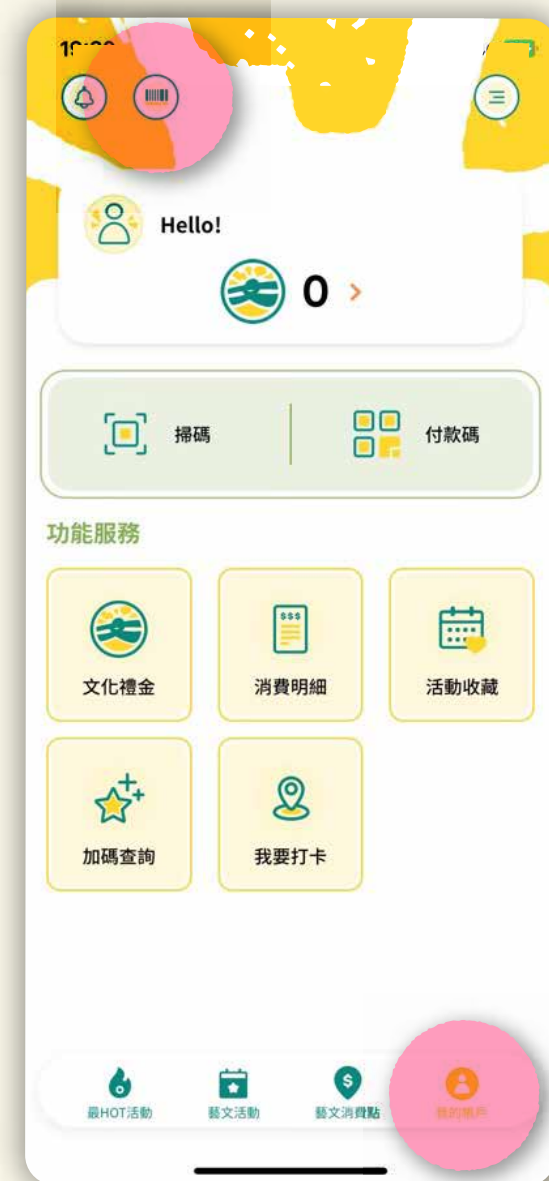 Hello!
0
掃碼
付款碼
功能服務
$$$
文化禮金
消費明細
活動收藏
加碼查詢
我要打卡
最HOT活動
藝文活動
藝文消費點
我的帳戶